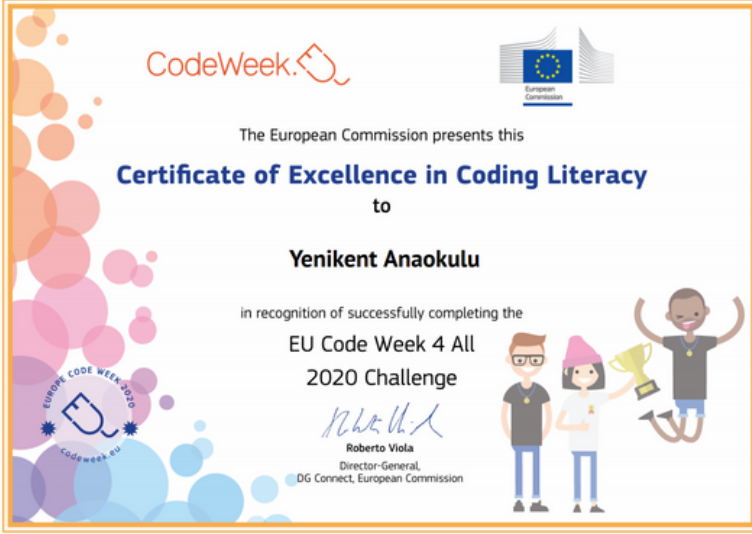 CodeWeek.EU
European
Commission
The European Commission presents this
Certificate of Excellence in Coding Literacy
to
Yenikent Anaokulu
in recognition of successfully completing the
EU Code Week 4 All
2020 Challenge
Roberto Viola
Director-General,
DG Connect, European Commission
EUROPE CODE WEEK 2020
codeweek.eu